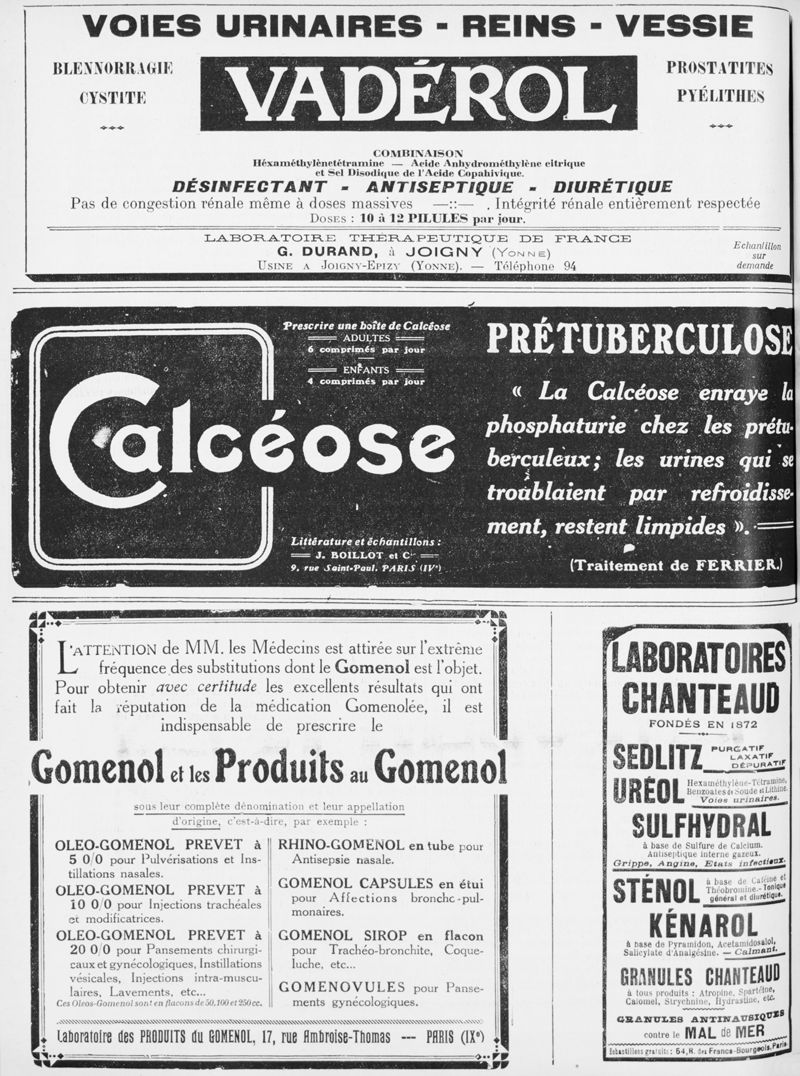 VOIES URINAIRES - REINS - VESSIE
BLENNORRAGIE
CYSTITE
VADÉROL
PROSTATITES
PYÉLITHES
COMBINAISON
Héxaméthylènetétramine — Acide Anhydrométhylène citrique
et Sel Disodique de l'Acide Copahivique.
DÉSINFECTANT - ANTISEPTIQUE - DIURÉTIQUE
Pas de congestion rénale même à doses massives —::— . Intégrité rénale entièrement respectée
DOSES : 10 à 12 PILULES par jour.
LABORATOIRE THÉRAPEUTIQUE DE FRANCE
G. DURAND, à JOIGNY (YONNE)
USINE A JOIGNY-EPIZY (YONNE). — Téléphone 94
Echantillon
sur
demande
Calcéose
Prescrire une boîte de Calcéose
ADULTES
6 comprimés par jour
ENFANTS
4 comprimés par jour
Littérature et échantillons :
J. BOILLOT et Cie
9, rue Saint-Paul. PARIS (IVe)
PRÉTUBERCULOSE
« La Calcéose enraye la
phosphaturie chez les prétu-
berculeux ; les urines qui se
troublaient par refroidisse-
ment, restent limpides ».
(Traitement de FERRIER.)
L'ATTENTION de MM. les Médecins est attirée sur l'extrême
fréquence des substitutions dont le Gomenol est l'objet.
Pour obtenir avec certitude les excellents résultats qui ont
fait la réputation de la médication Gomenolée, il est
indispensable de prescrire le
Gomenol et les Produits au Gomenol
sous leur complète dénomination et leur appellation
d'origine, c'est-à-dire, par exemple :
OLEO-GOMENOL PREVET à
5 0/0 pour Pulvérisations et Ins-
tillations nasales.
OLEO-GOMENOL PREVET à
10 0/0 pour Injections trachéales
et modificatrices.
OLEO-GOMENOL PREVET à
20 0/0 pour Pansements chirurgi-
caux et gynécologiques, Instillations
vésicales, Injections intra-muscu-
laires, Lavements, etc...
Ces Oleos-Gomenol sont en flacons de 50, 100 et 250 cc.
RHINO-GOMENOL en tube pour
Antisepsie nasale.
GOMENOL CAPSULES en étui
pour Affections broncho-pul-
monaires.
GOMENOL SIROP en flacon
pour Trachéo-bronchite, Coque-
luche, etc...
GOMENOVULES pour Panse-
ments gynécologiques.
Laboratoire des PRODUITS du GOMENOL, 17, rue Ambroise-Thomas --- PARIS (IXe)
LABORATOIRES
CHANTEAUD
FONDÉS EN 1872
SEDLITZ PURGATIF
LAXATIF
DÉPURATIF
URÉOL Hexaméthylène-Tétramine,
Benzoates de Soude et Lithine.
Voies urinaires.
SULFHYDRAL
à base de Sulfure de Calcium.
Antiseptique interne gazeux.
Grippe, Angine, Etats infectieux.
STÉNOL à base de Caféine et
Théobromine. - Tonique
général et diurétique.
KÉNAROL
à base de Pyramidon, Acetamidosalol,
Salicylate d'Analgésine. — Calmant.
GRANULES CHANTEAUD
à tous produits : Atropine, Spartéine,
Calomel, Strychnine, Hydrastine, etc.
GRANULES ANTINAUSIQUES
contre le MAL de MER
Échantillons gratuits : 54, R. des Francs-Bourgeois, Paris